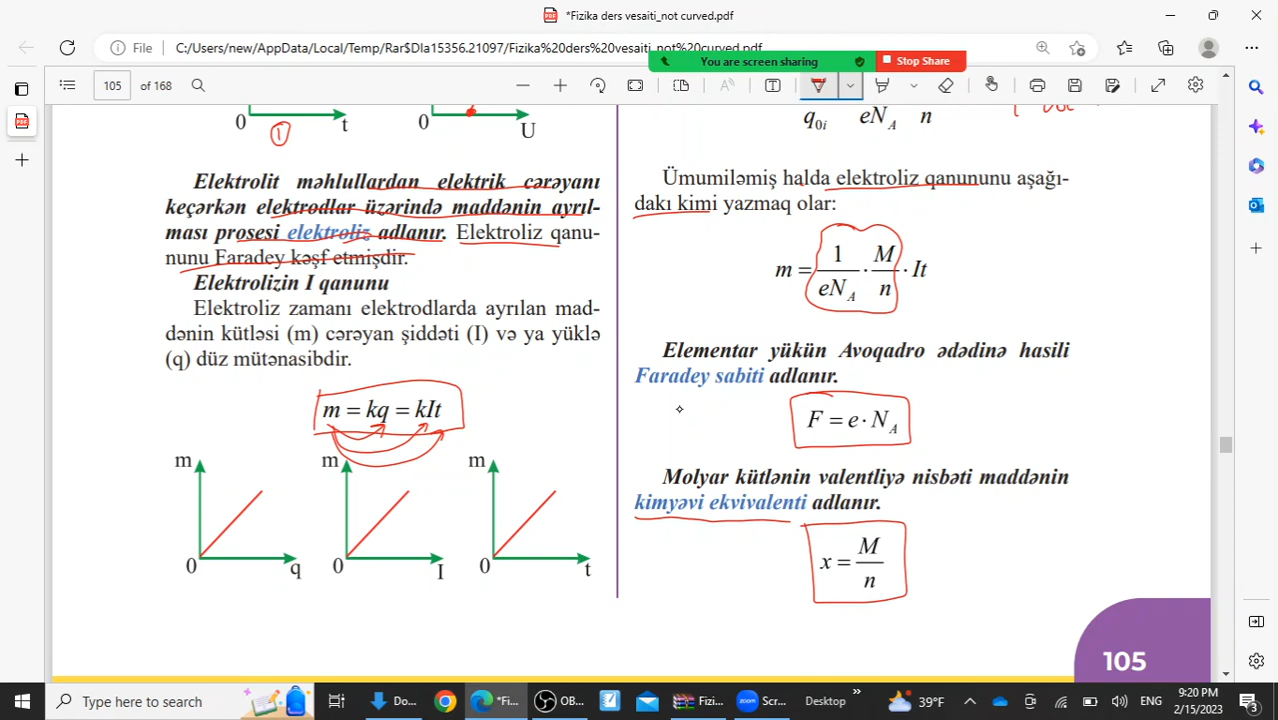 *Fizika ders vesaiti_not curved.pdf
File
C:/Users/new/AppData/Local/Temp/Rar$DIa15356.21097/Fizika%20ders%20vesaiti_not%20curved.pdf
You are screen sharing
Stop Share
105 of 168
0 t
0 U
1
Elektrolit məhlullardan elektrik cərəyanı
keçərkən elektrodlar üzərində maddənin ayrıl-
ması prosesi elektroliz adlanır. Elektroliz qanu-
nunu Faradey kəşf etmişdir.
Elektrolizin I qanunu
Elektroliz zamanı elektrodlarda ayrılan mad-
dənin kütləsi (m) cərəyan şiddəti (I) və ya yüklə
(q) düz mütənasibdir.
m = kq = kIt
m m m
0 q 0 I 0 t
q0i eNA n
Ümumiləmiş halda elektroliz qanununu aşağı-
dakı kimi yazmaq olar:
m = 1/eNA · M/n · It
Elementar yükün Avoqadro ədədinə hasili
Faradey sabiti adlanır.
F = e · NA
Molyar kütlənin valentliyə nisbəti maddənin
kimyəvi ekvivalenti adlanır.
x = M/n
105
Type here to search
Do...
*Fi...
OB...
Fizi...
zoom
Scr...
Desktop
»
39°F
ENG
9:20 PM
2/15/2023
3